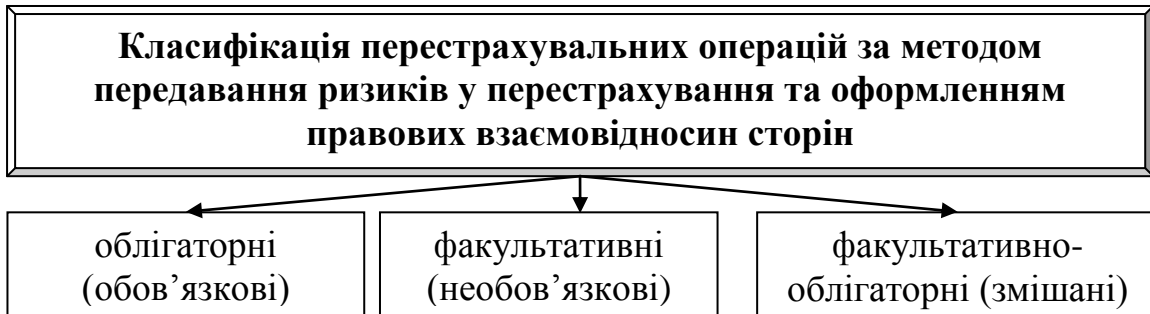 Класифікація перестрахувальних операцій за методом
передавання ризиків у перестрахування та оформленням
правових взаємовідносин сторін
облігаторні
(обов’язкові)
факультативні
(необов’язкові)
факультативно-
облігаторні (змішані)